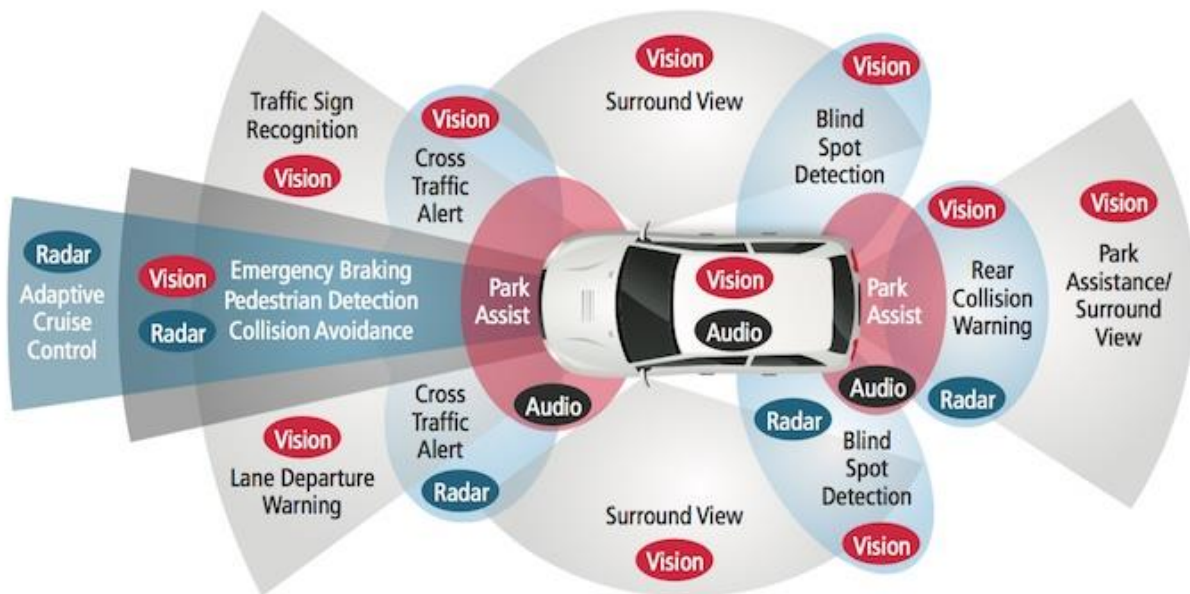 Vision
Surround View
Vision
Blind
Spot
Detection
Traffic Sign
Recognition
Vision
Vision
Cross
Traffic
Alert
Radar
Adaptive
Cruise
Control
Vision
Radar
Emergency Braking
Pedestrian Detection
Collision Avoidance
Park
Assist
Vision
Audio
Park
Assist
Vision
Rear
Collision
Warning
Radar
Vision
Park
Assistance/
Surround
View
Audio
Audio
Vision
Lane Departure
Warning
Cross
Traffic
Alert
Radar
Surround View
Vision
Radar
Blind
Spot
Detection
Vision